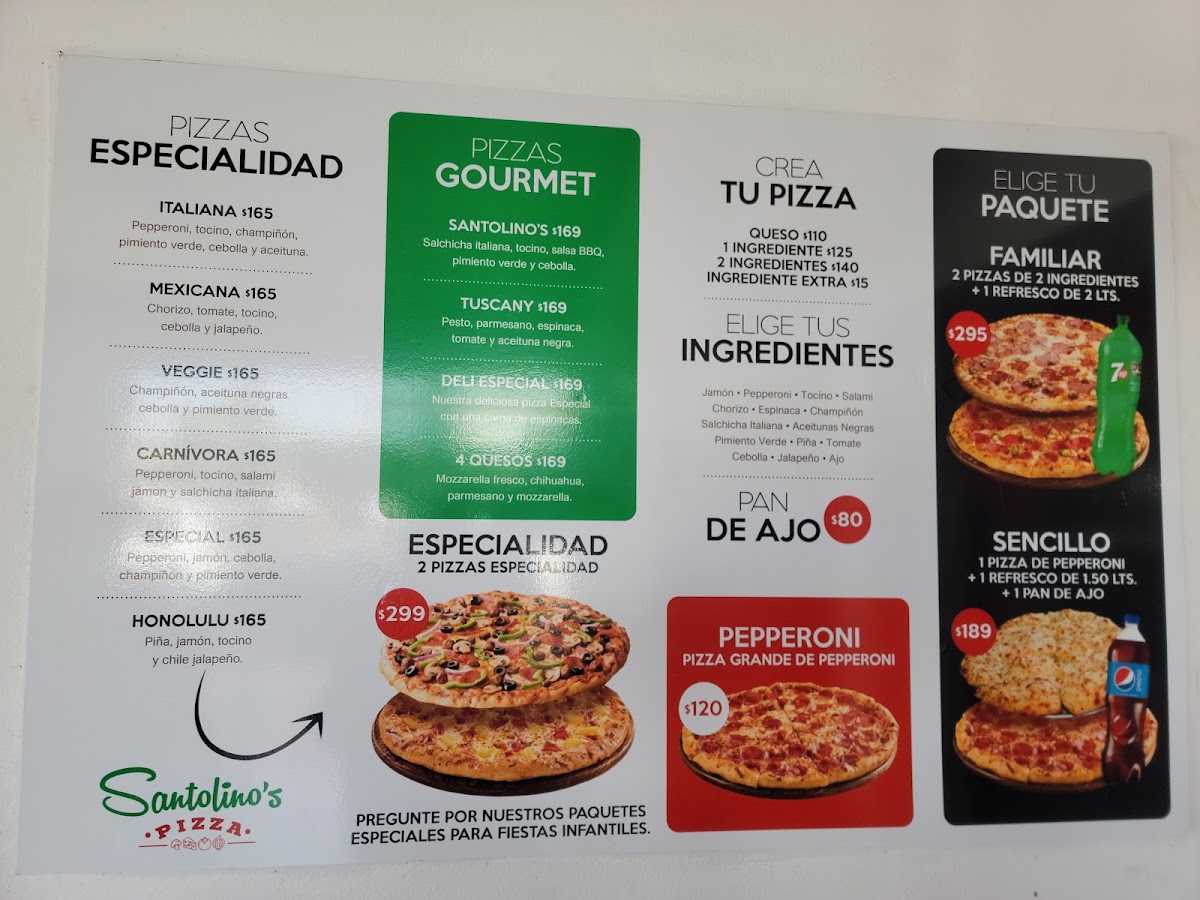 PIZZAS
ESPECIALIDAD
ITALIANA $165
Pepperoni, tocino, champiñón,
pimiento verde, cebolla y aceituna.
MEXICANA $165
Chorizo, tomate, tocino,
cebolla y jalapeño.
VEGGIE $165
Champiñón, aceituna negras
cebolla y pimiento verde.
CARNÍVORA $165
Pepperoni, tocino, salami
jamón y salchicha italiana.
ESPECIAL $165
Pepperoni, jamón, cebolla,
champiñón y pimiento verde.
HONOLULU $165
Piña, jamón, tocino
y chile jalapeño.
Santolino's
• PIZZA •
PIZZAS
GOURMET
SANTOLINO'S $169
Salchicha italiana, tocino, salsa BBQ,
pimiento verde y cebolla.
TUSCANY $169
Pesto, parmesano, espinaca,
tomate y aceituna negra.
DELI ESPECIAL $169
Nuestra deliciosa pizza Especial
con una cama de espinacas.
4 QUESOS $169
Mozzarella fresco, chihuahua,
parmesano y mozzarella.
ESPECIALIDAD
2 PIZZAS ESPECIALIDAD
$299
PREGUNTE POR NUESTROS PAQUETES
ESPECIALES PARA FIESTAS INFANTILES.
CREA
TU PIZZA
QUESO $110
1 INGREDIENTE $125
2 INGREDIENTES $140
INGREDIENTE EXTRA $15
ELIGE TUS
INGREDIENTES
Jamón • Pepperoni • Tocino • Salami
Chorizo • Espinaca • Champiñón
Salchicha Italiana • Aceitunas Negras
Pimiento Verde • Piña • Tomate
Cebolla • Jalapeño • Ajo
PAN
DE AJO $80
PEPPERONI
PIZZA GRANDE DE PEPPERONI
$120
ELIGE TU
PAQUETE
FAMILIAR
2 PIZZAS DE 2 INGREDIENTES
+ 1 REFRESCO DE 2 LTS.
$295
7
SENCILLO
1 PIZZA DE PEPPERONI
+ 1 REFRESCO DE 1.50 LTS.
+ 1 PAN DE AJO
$189
pepsi